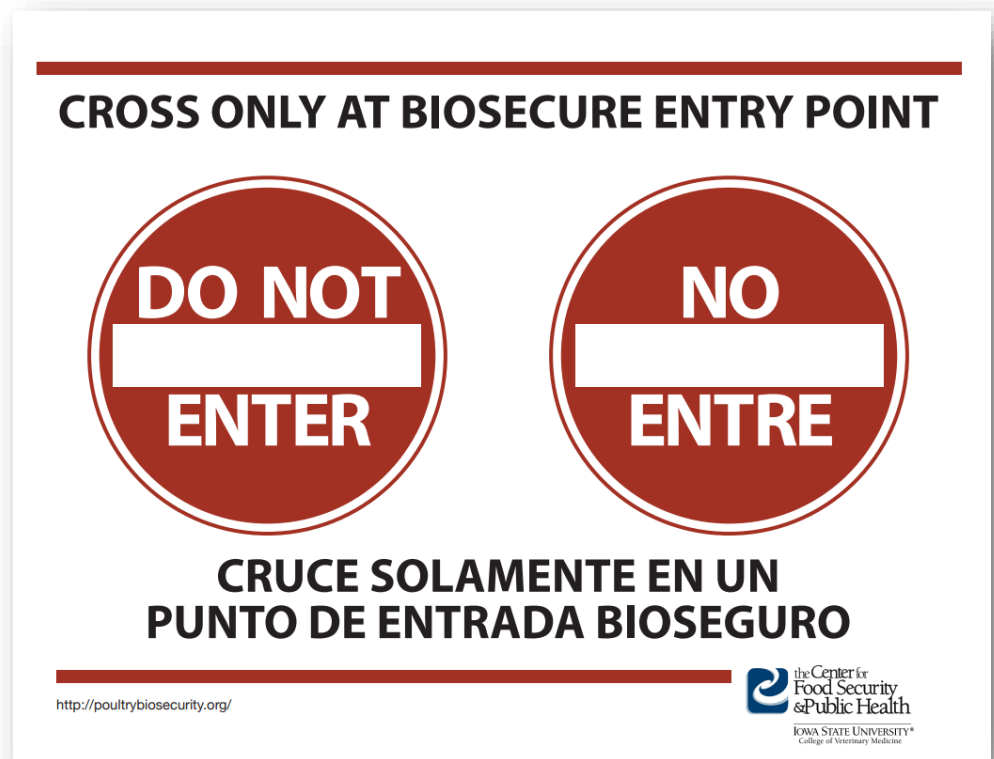 CROSS ONLY AT BIOSECURE ENTRY POINT
DO NOT
ENTER
NO
ENTRE
CRUCE SOLAMENTE EN UN
PUNTO DE ENTRADA BIOSEGURO
http://poultrybiosecurity.org/
the Center for
Food Security
&Public Health
IOWA STATE UNIVERSITY®
College of Veterinary Medicine